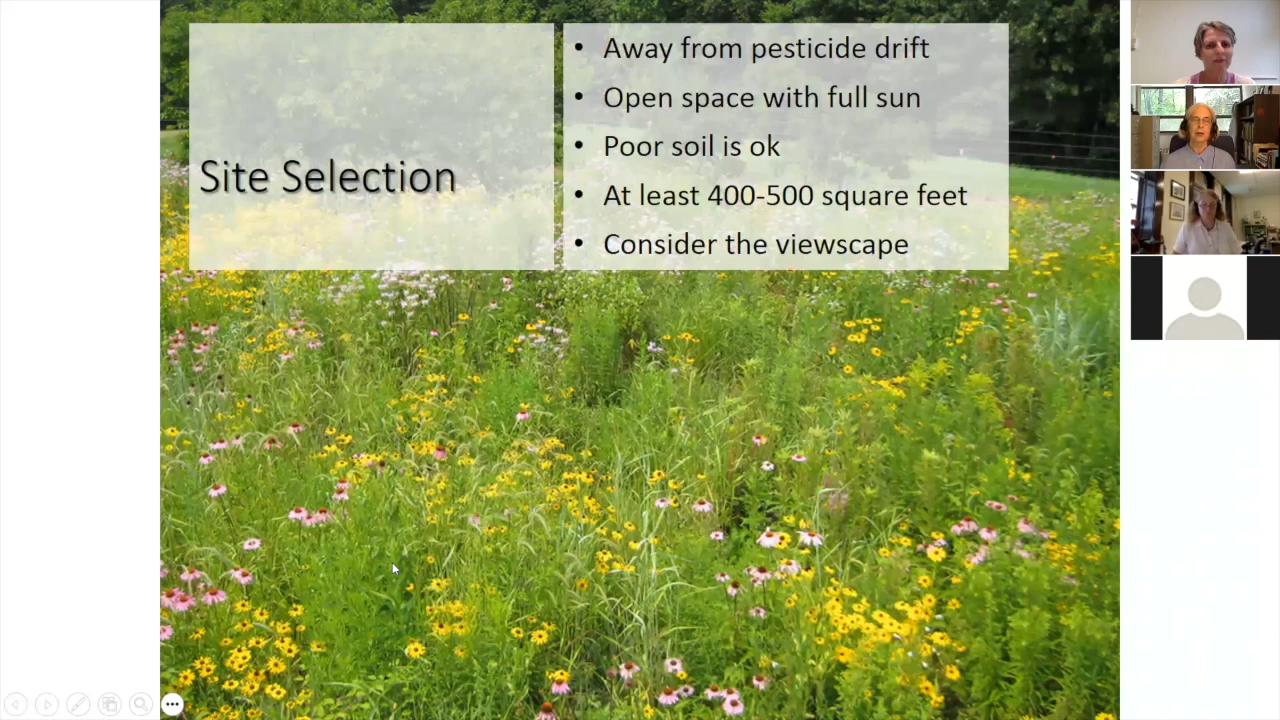 Site Selection
• Away from pesticide drift
• Open space with full sun
• Poor soil is ok
• At least 400-500 square feet
• Consider the viewscape